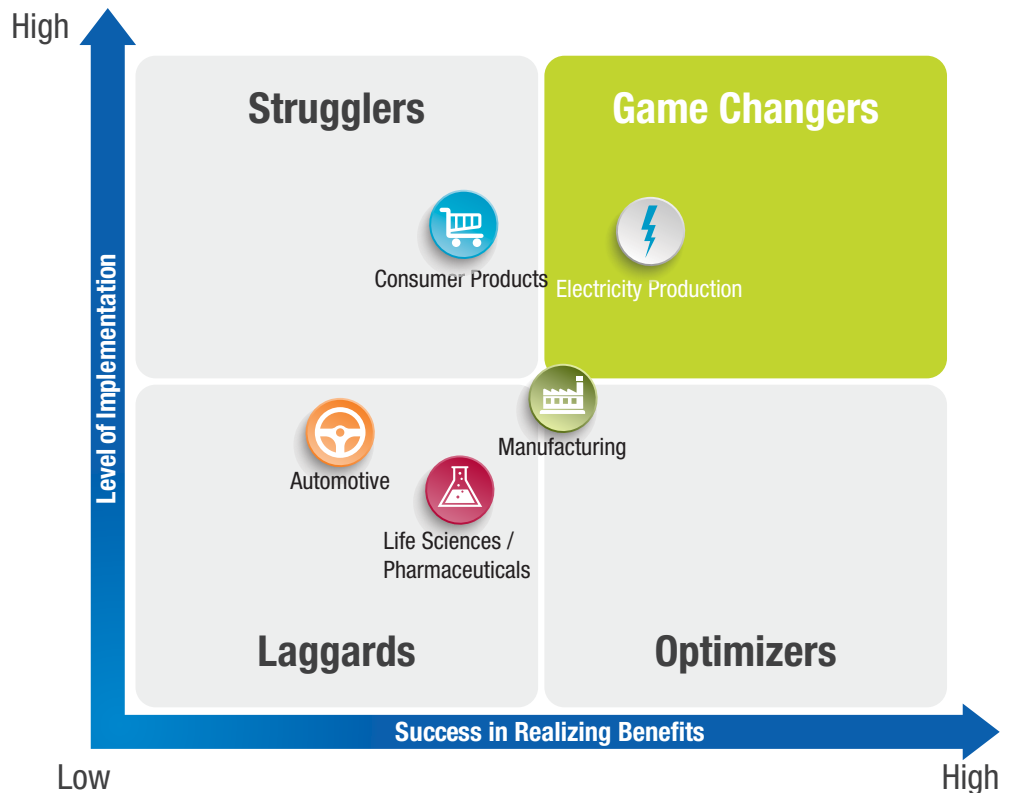 High
Strugglers
Game Changers
Consumer Products
Electricity Production
Level of Implementation
Manufacturing
Automotive
Life Sciences /
Pharmaceuticals
Laggards
Optimizers
Success in Realizing Benefits
Low
High